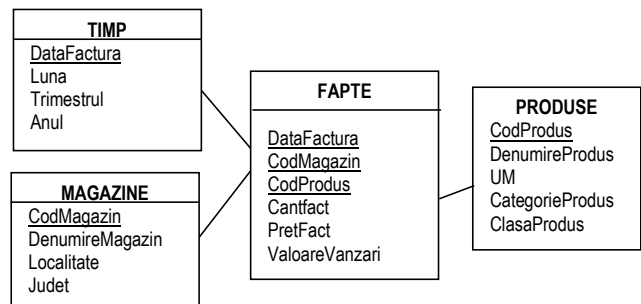 TIMP
DataFactura
Luna
Trimestrul
Anul
MAGAZINE
CodMagazin
DenumireMagazin
Localitate
Judet
FAPTE
DataFactura
CodMagazin
CodProdus
Cantfact
PretFact
ValoareVanzari
PRODUSE
CodProdus
DenumireProdus
UM
CategorieProdus
ClasaProdus